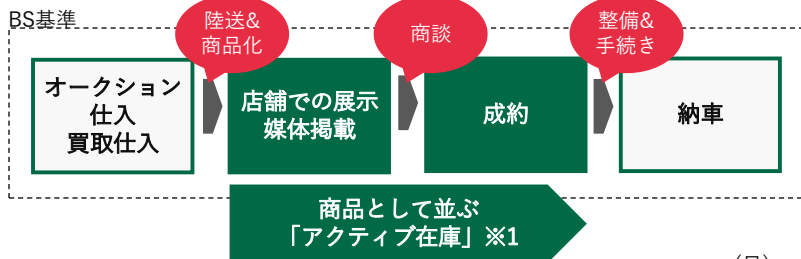 BS基準
陸送&
商品化
商談
整備&
手続き
オークション
仕入
買取仕入
店舗での展示
媒体掲載
成約
納車
商品として並ぶ
「アクティブ在庫」※1